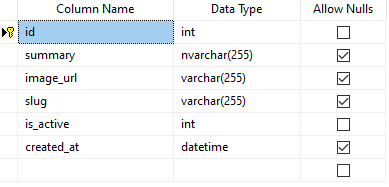 Column Name Data Type Allow Nulls
id int
summary nvarchar(255)
image_url varchar(255)
slug varchar(255)
is_active int
created_at datetime